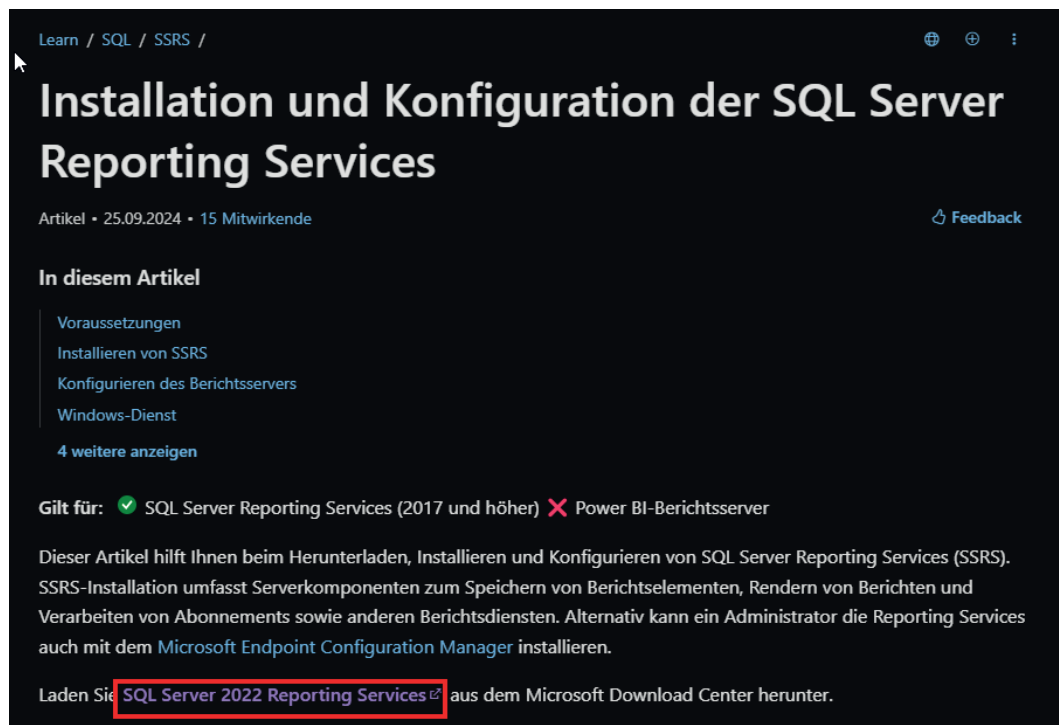 Learn / SQL / SSRS /
Installation und Konfiguration der SQL Server
Reporting Services
Artikel • 25.09.2024 • 15 Mitwirkende
Feedback
In diesem Artikel
Voraussetzungen
Installieren von SSRS
Konfigurieren des Berichtsservers
Windows-Dienst
4 weitere anzeigen
Gilt für: SQL Server Reporting Services (2017 und höher) Power BI-Berichtsserver
Dieser Artikel hilft Ihnen beim Herunterladen, Installieren und Konfigurieren von SQL Server Reporting Services (SSRS).
SSRS-Installation umfasst Serverkomponenten zum Speichern von Berichtselementen, Rendern von Berichten und
Verarbeiten von Abonnements sowie anderen Berichtsdiensten. Alternativ kann ein Administrator die Reporting Services
auch mit dem Microsoft Endpoint Configuration Manager installieren.
Laden Sie SQL Server 2022 Reporting Services aus dem Microsoft Download Center herunter.